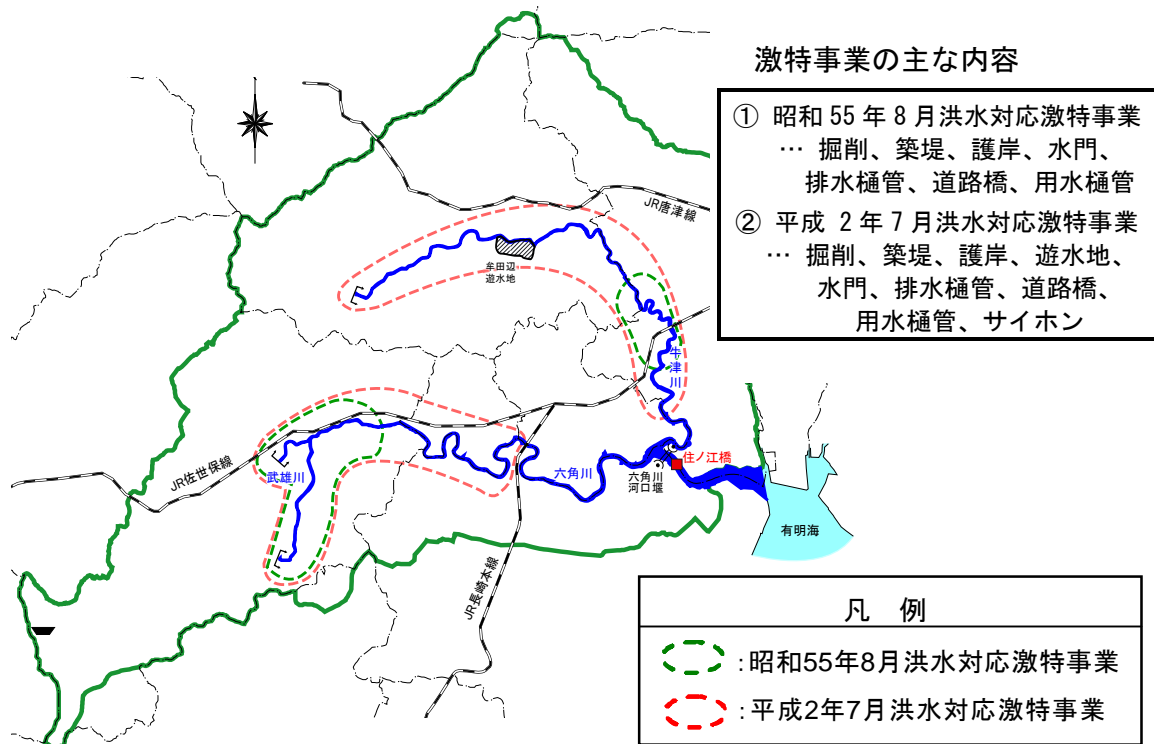 激特事業の主な内容
① 昭和 55 年 8 月洪水対応激特事業
… 掘削、築堤、護岸、水門、
排水樋管、道路橋、用水樋管
② 平成 2 年 7 月洪水対応激特事業
… 掘削、築堤、護岸、遊水地、
水門、排水樋管、道路橋、
用水樋管、サイホン
JR唐津線
牟田辺
遊水地
牛津川
住ノ江橋
JR佐世保線
武雄川
六角川
六角川
河口堰
有明海
JR長崎本線
凡 例
:昭和55年8月洪水対応激特事業
:平成2年7月洪水対応激特事業